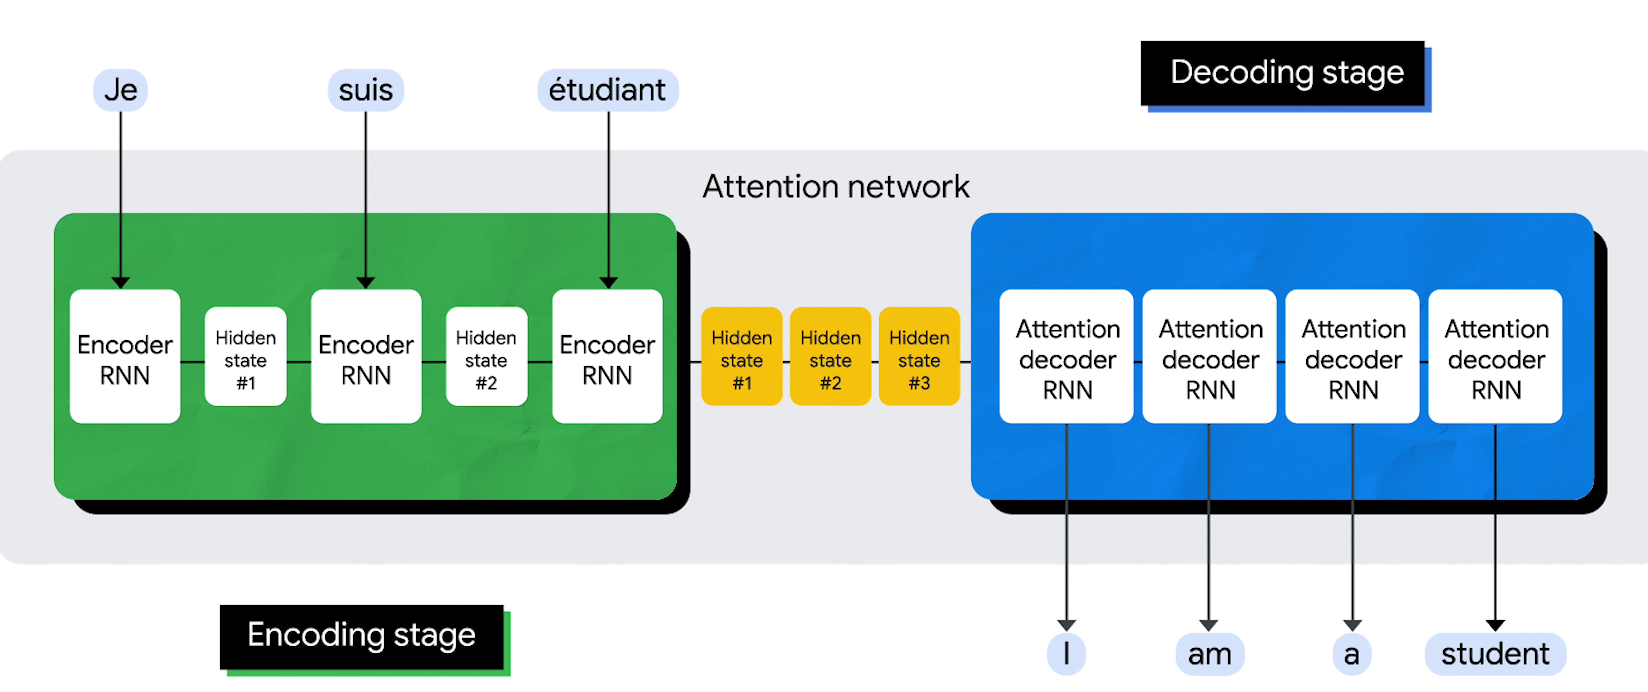 Decoding stage
Je
suis
étudiant
Attention network
Encoder
RNN
Hidden
state
#1
Encoder
RNN
Hidden
state
#2
Encoder
RNN
Hidden
state
#1
Hidden
state
#2
Hidden
state
#3
Attention
decoder
RNN
Attention
decoder
RNN
Attention
decoder
RNN
Attention
decoder
RNN
Encoding stage
I
am
a
student